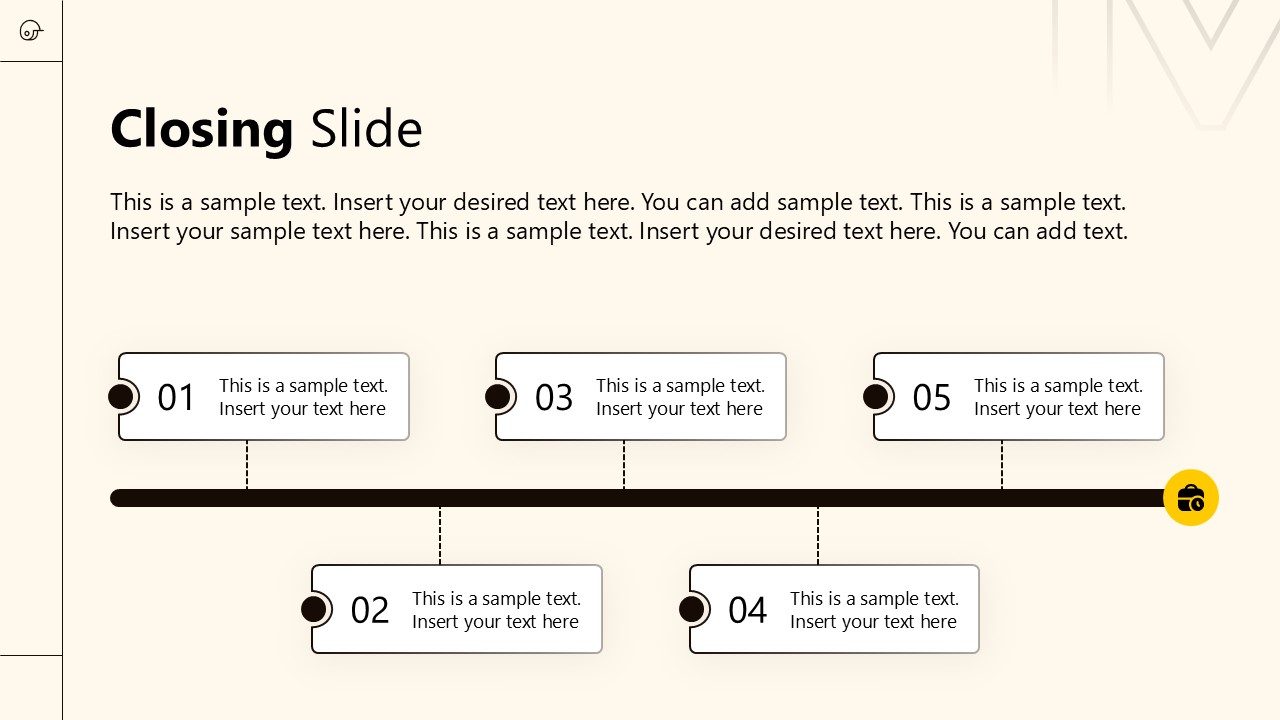 Closing Slide
This is a sample text. Insert your desired text here. You can add sample text. This is a sample text.
Insert your sample text here. This is a sample text. Insert your desired text here. You can add text.
01
This is a sample text.
Insert your text here
03
This is a sample text.
Insert your text here
05
This is a sample text.
Insert your text here
02
This is a sample text.
Insert your text here
04
This is a sample text.
Insert your text here